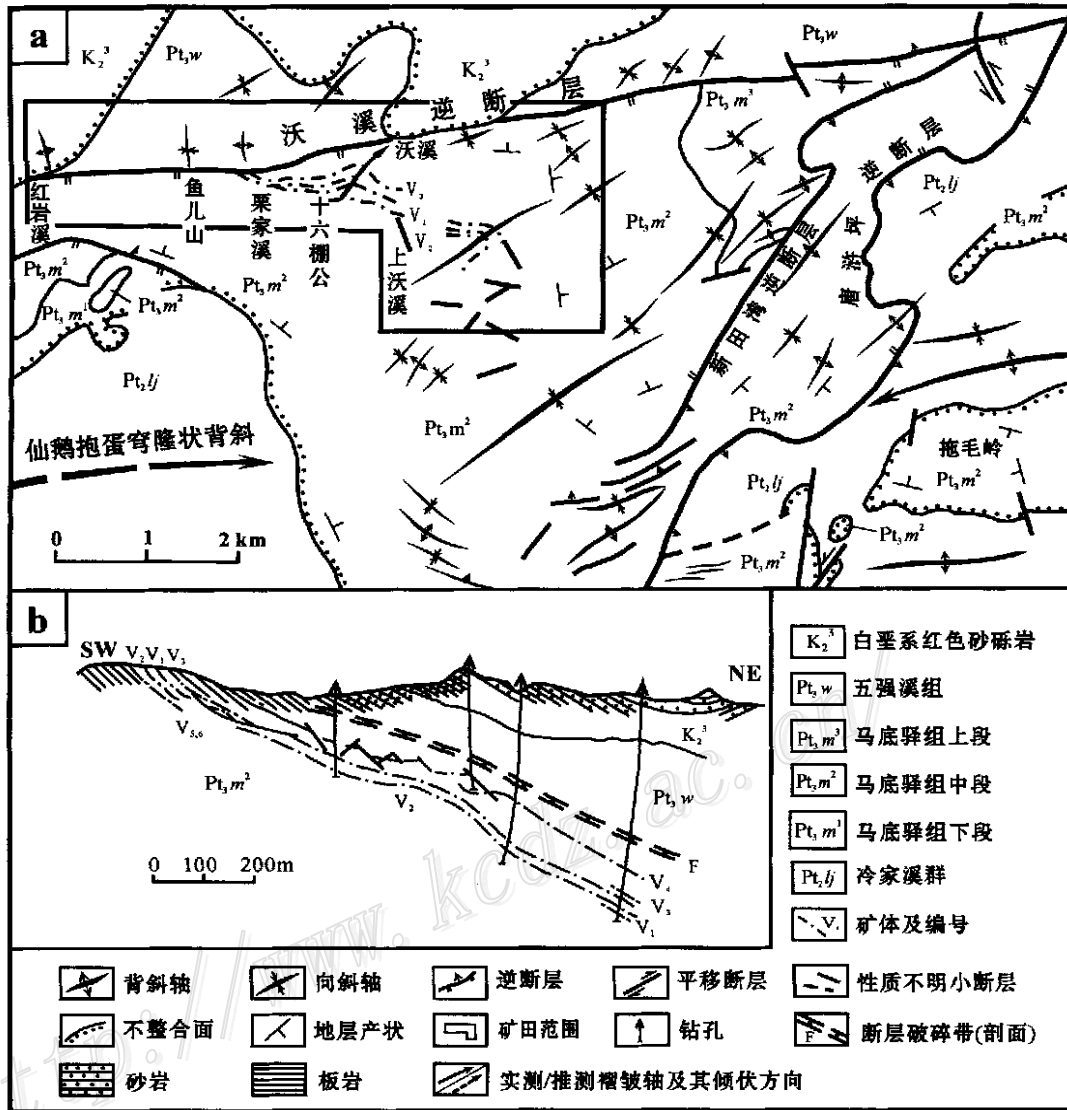 a
K₂³
Pt₃w
K₂³
Pt₃w
沃溪逆断层
Pt₃m³
沃溪
红岩溪
鱼儿山
栗家溪
十六棚公
上沃溪
V₃
V₁
V₂
Pt₃m²
新田湾逆断层
唐浒坪逆断层
Pt₂lj
Pt₃m²
Pt₃m²
Pt₃m¹
Pt₃m²
Pt₃m²
Pt₂lj
仙鹅抱蛋穹隆状背斜
Pt₃m²
Pt₃m²
Pt₂lj
拖毛岭
Pt₃m²
Pt₃m²
Pt₃m²
0 1 2 km
b
SW
V₂V₁V₃
NE
V₅,₆
K₂³
Pt₃m²
V₂
Pt₃w
F
V₄
V₃
V₁
0 100 200m
K₂³ 白垩系红色砂砾岩
Pt₃w 五强溪组
Pt₃m³ 马底驿组上段
Pt₃m² 马底驿组中段
Pt₃m¹ 马底驿组下段
Pt₂lj 冷家溪群
矿体及编号
背斜轴 向斜轴 逆断层 平移断层 性质不明小断层
不整合面 地层产状 矿田范围 钻孔 F 断层破碎带(剖面)
砂岩 板岩 实测/推测褶皱轴及其倾伏方向
http://www.kcdz.ac.cn/